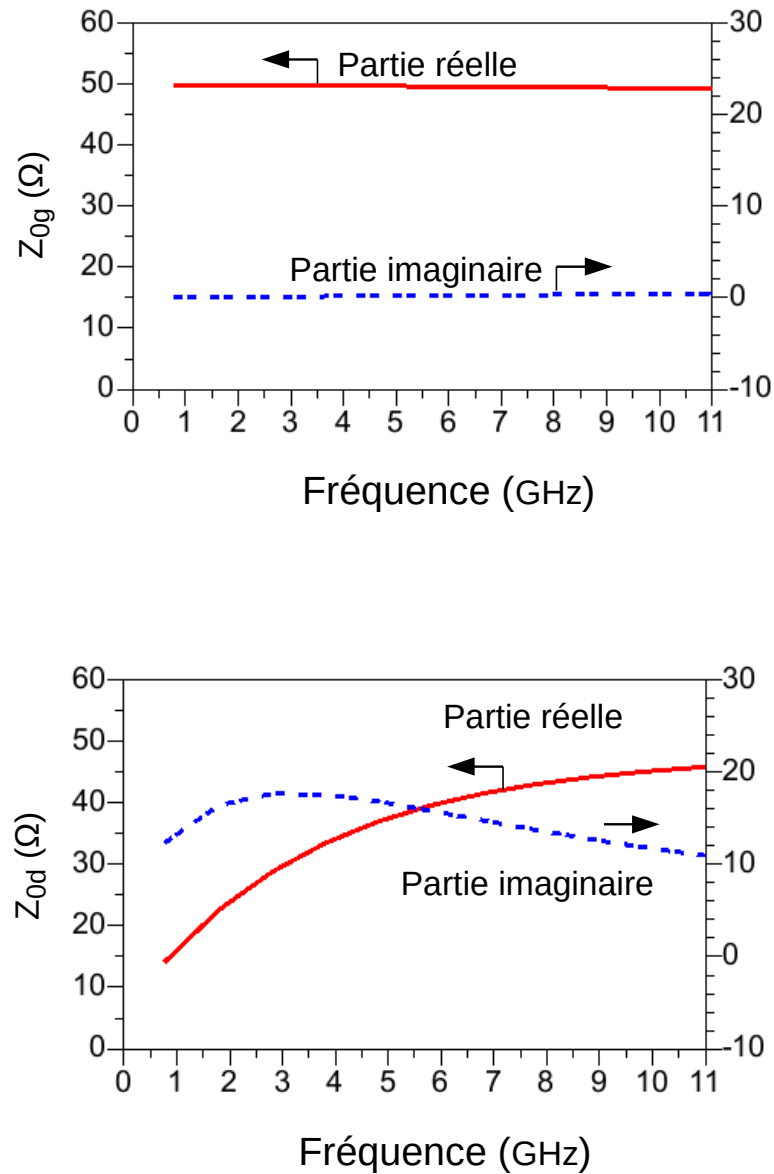 60
50
40
30
20
10
0
30
20
10
0
-10
Z0g (Ω)
Partie réelle
Partie imaginaire
0 1 2 3 4 5 6 7 8 9 10 11
Fréquence (GHz)
60
50
40
30
20
10
0
30
20
10
0
-10
Z0d (Ω)
Partie réelle
Partie imaginaire
0 1 2 3 4 5 6 7 8 9 10 11
Fréquence (GHz)